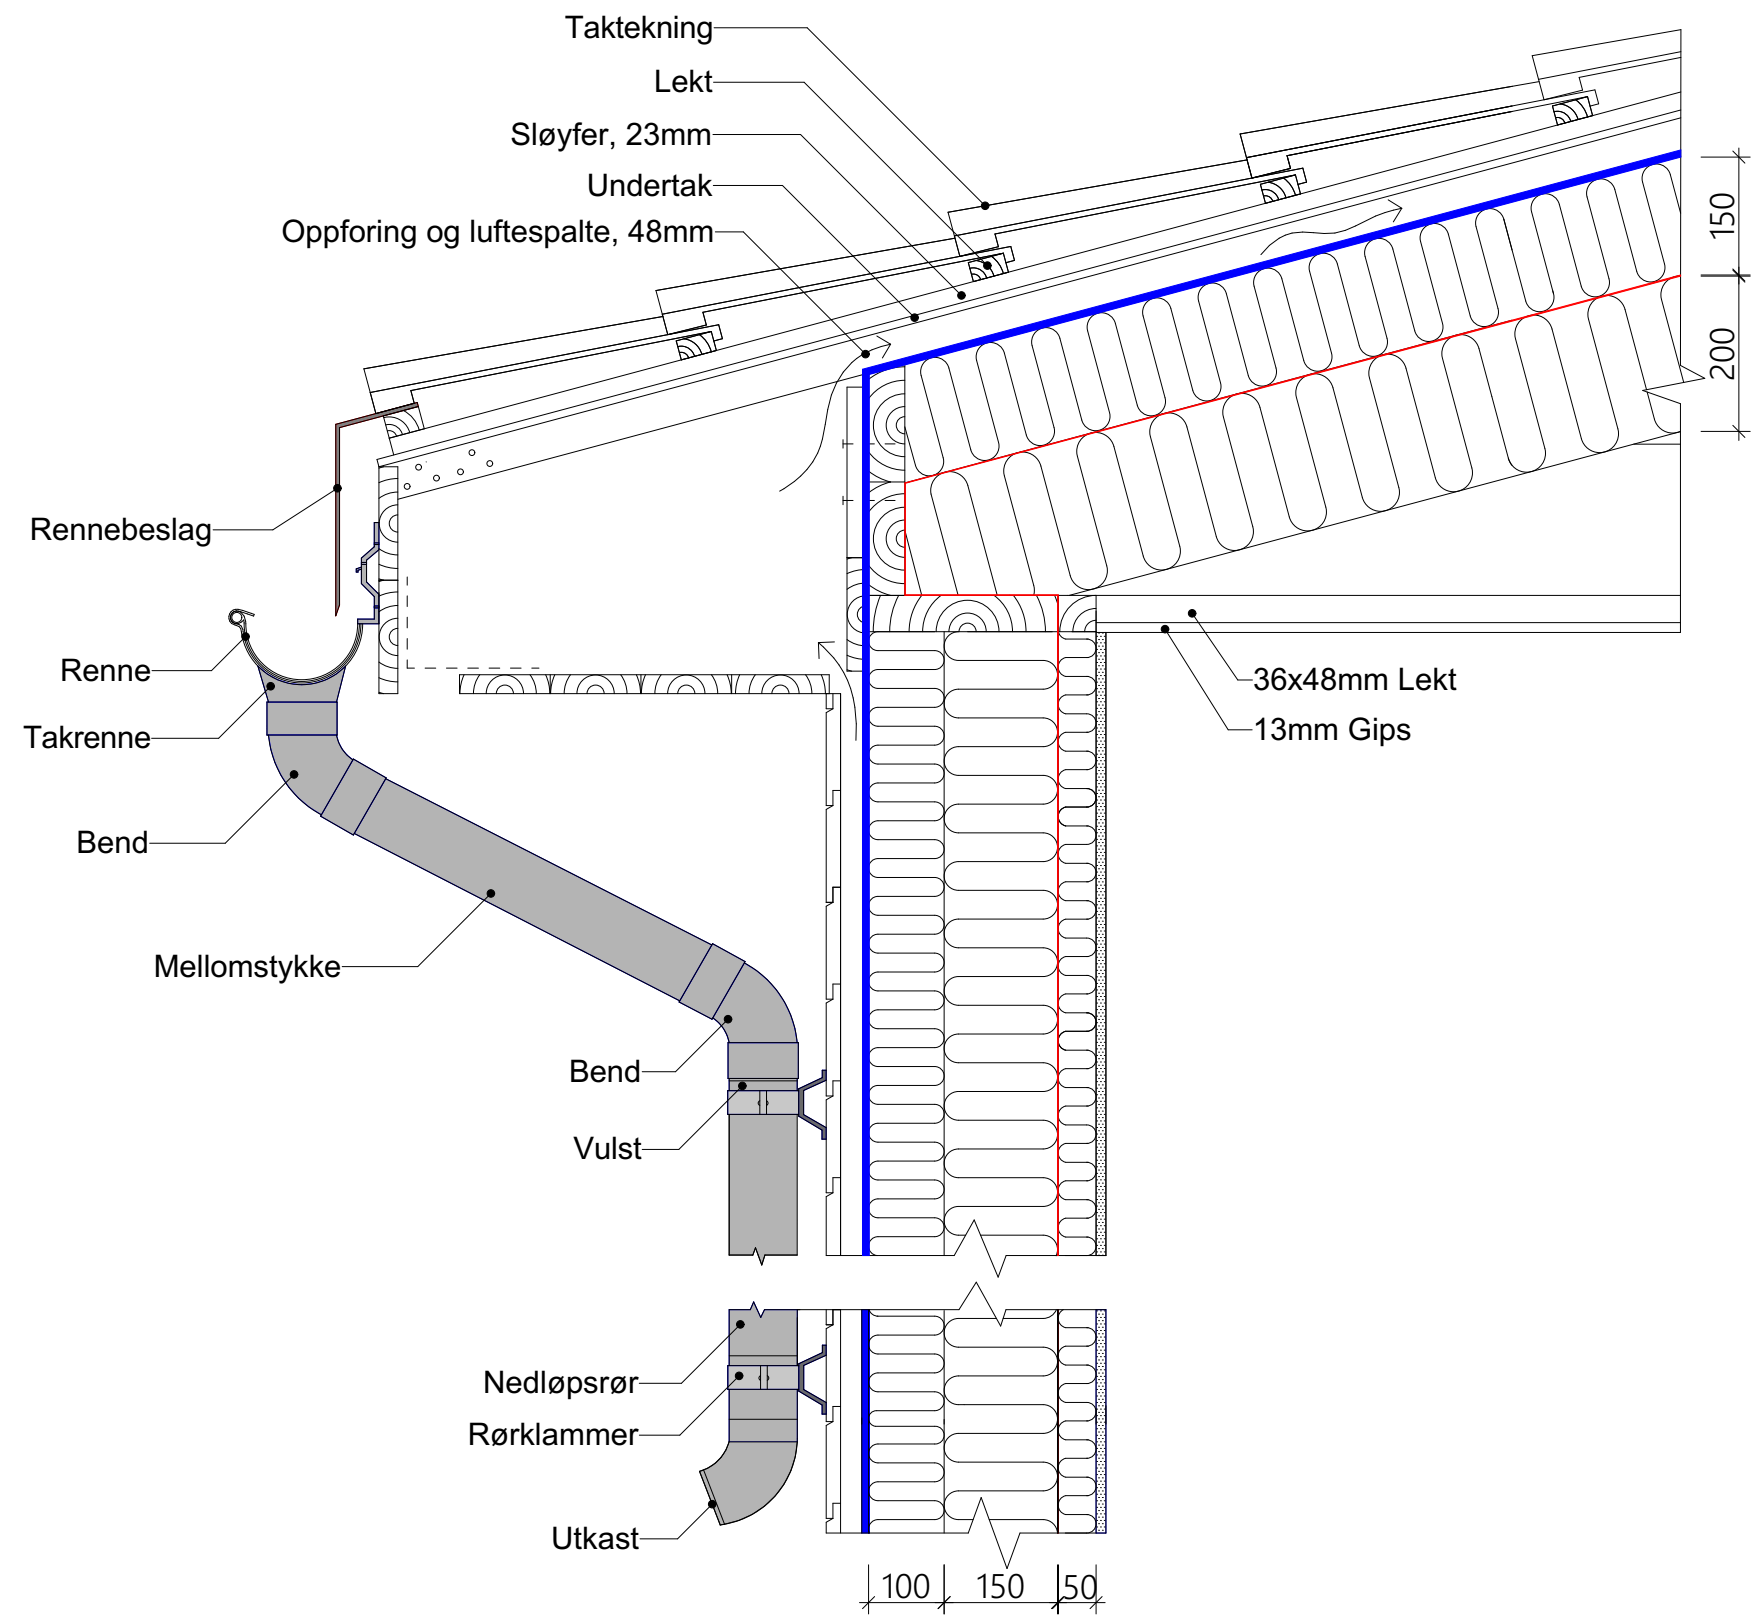 Taktekning
Lekt
Sløyfer, 23mm
Undertak
Oppforing og luftespalte, 48mm
150
200
Rennebeslag
Renne
Takrenne
Bend
Mellomstykke
36x48mm Lekt
13mm Gips
Bend
Vulst
Nedløpsrør
Rørklammer
Utkast
100
150
50